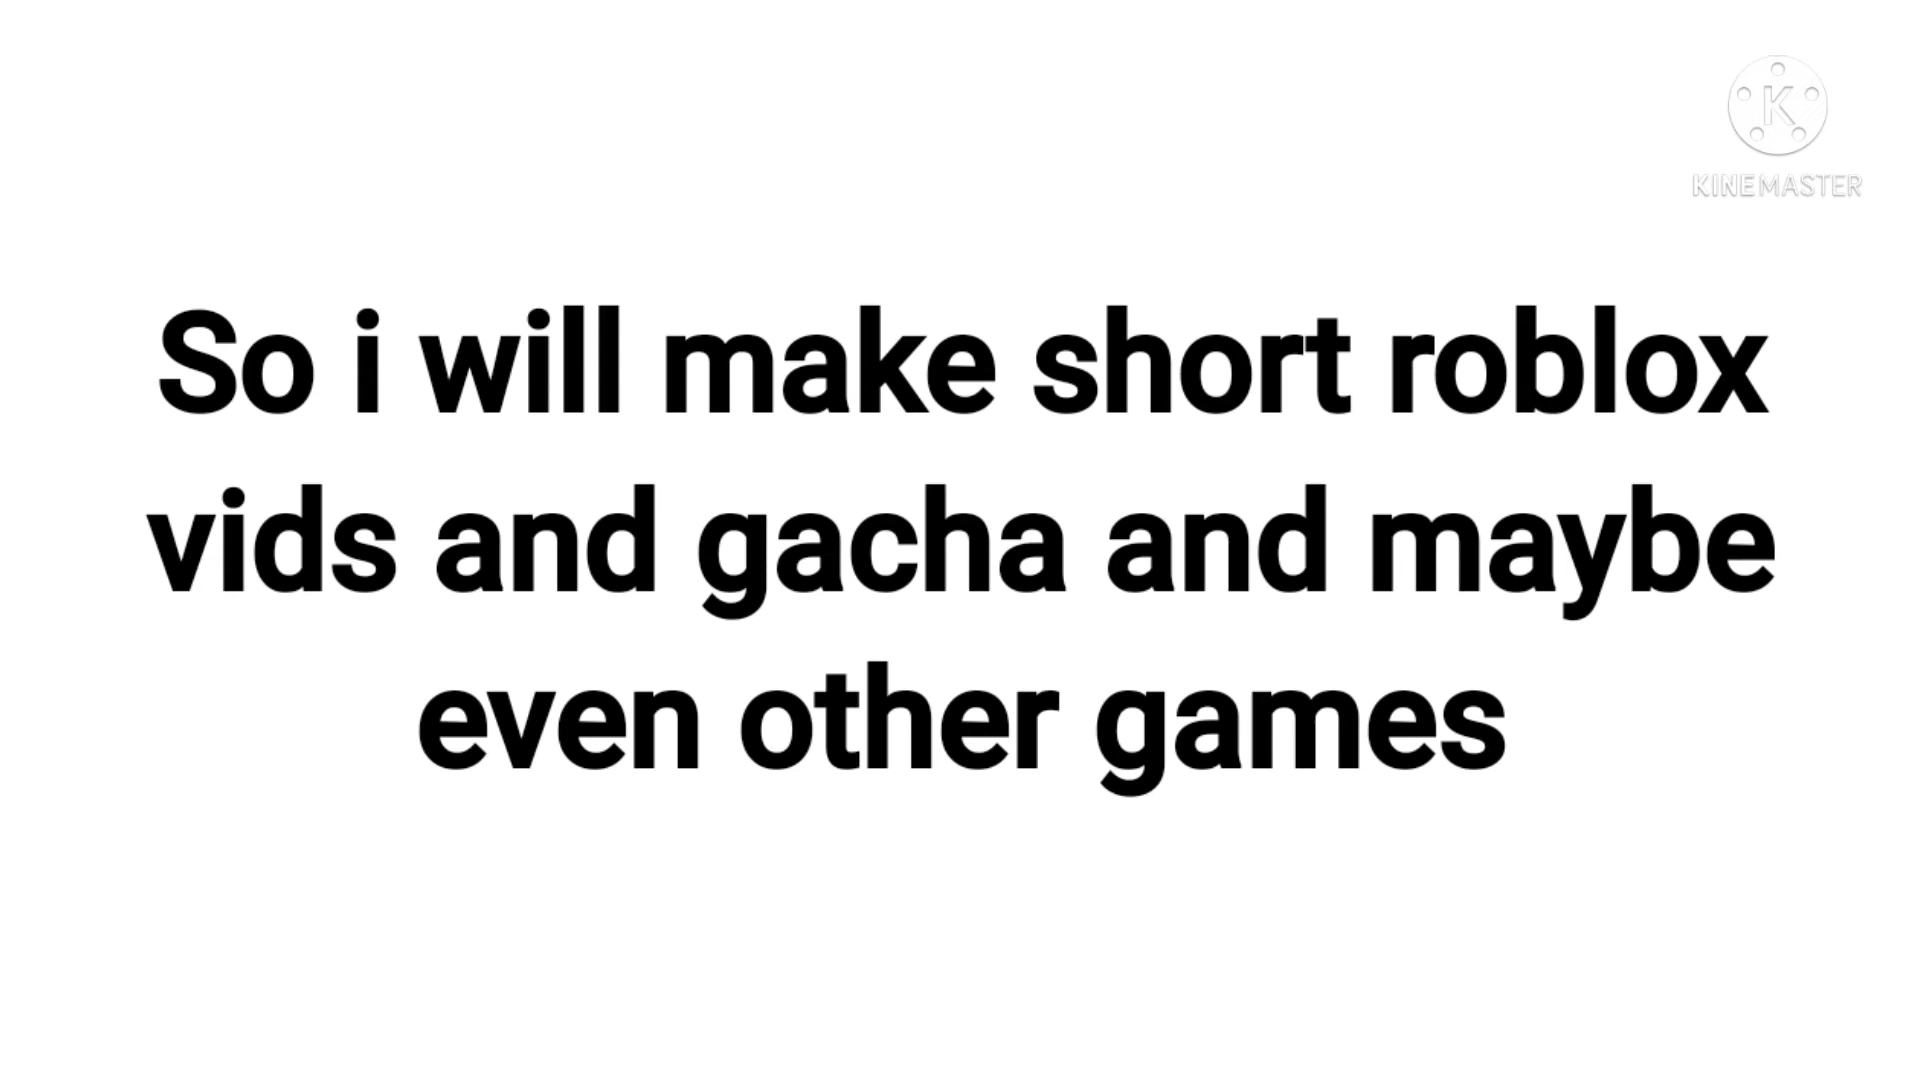 K
KINEMASTER
So i will make short roblox
vids and gacha and maybe
even other games